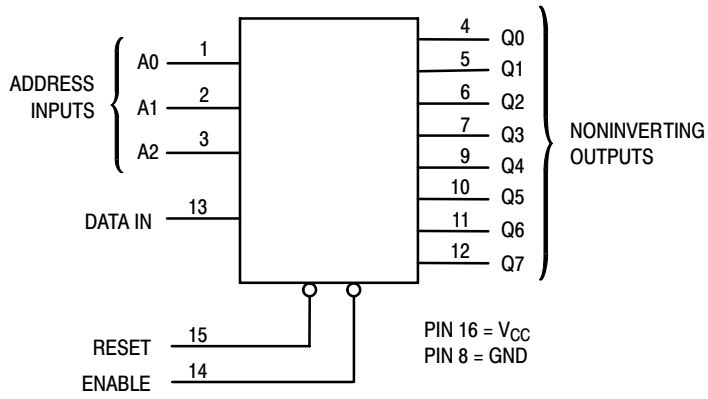 ADDRESS
INPUTS
A0 1
A1 2
A2 3
DATA IN 13
4 Q0
5 Q1
6 Q2
7 Q3
9 Q4
10 Q5
11 Q6
12 Q7
NONINVERTING
OUTPUTS
RESET 15
ENABLE 14
PIN 16 = VCC
PIN 8 = GND